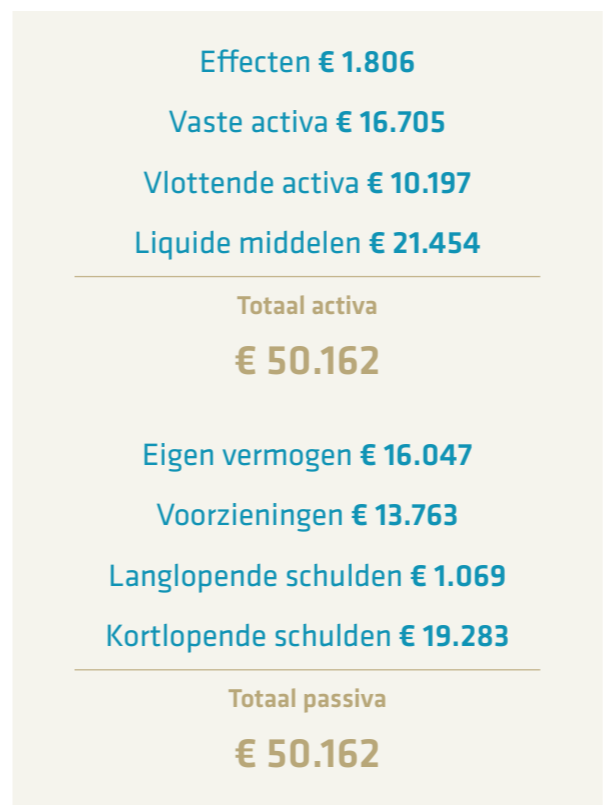 Effecten € 1.806
Vaste activa € 16.705
Vlottende activa € 10.197
Liquide middelen € 21.454
Totaal activa
€ 50.162
Eigen vermogen € 16.047
Voorzieningen € 13.763
Langlopende schulden € 1.069
Kortlopende schulden € 19.283
Totaal passiva
€ 50.162